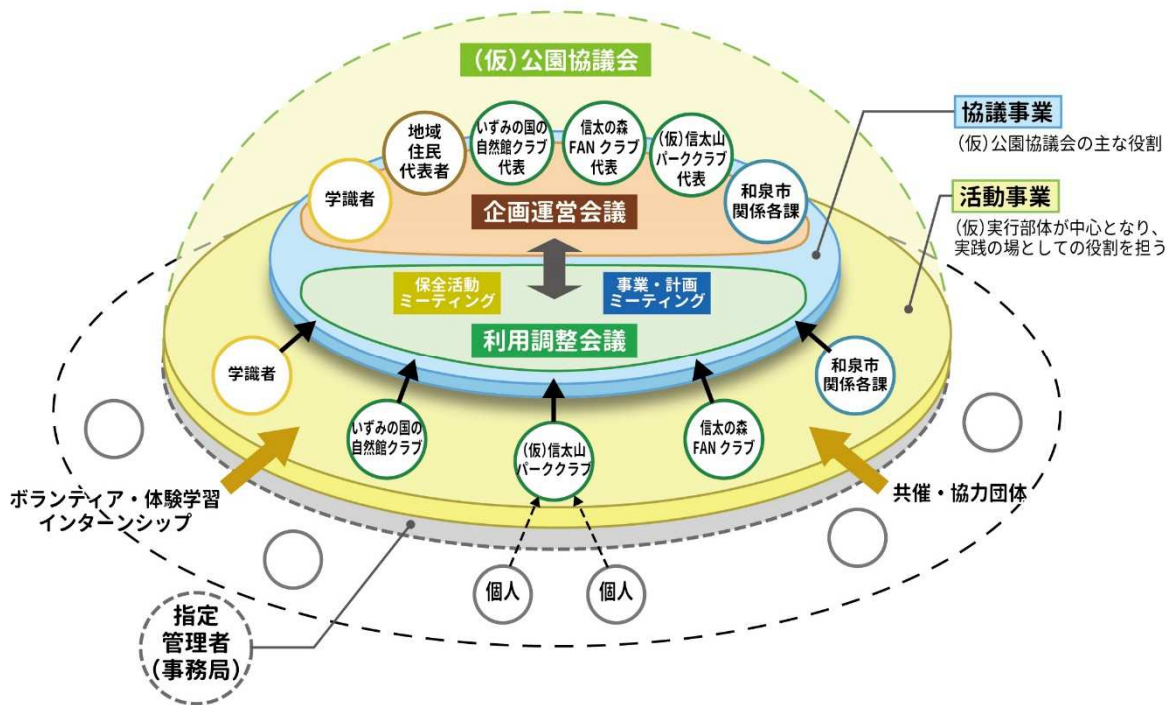 (仮)公園協議会
地域
住民
代表者
いずみの国の
自然館クラブ
代表
信太の森
FANクラブ
代表
(仮)信太山
パーククラブ
代表
学識者
和泉市
関係各課
企画運営会議
協議事業
(仮)公園協議会の主な役割
活動事業
(仮)実行部体が中心となり、
実践の場としての役割を担う
保全活動
ミーティング
事業・計画
ミーティング
利用調整会議
学識者
いずみの国の
自然館クラブ
(仮)信太山
パーククラブ
信太の森
FANクラブ
和泉市
関係各課
ボランティア・体験学習
インターンシップ
共催・協力団体
個人
個人
指定
管理者
(事務局)